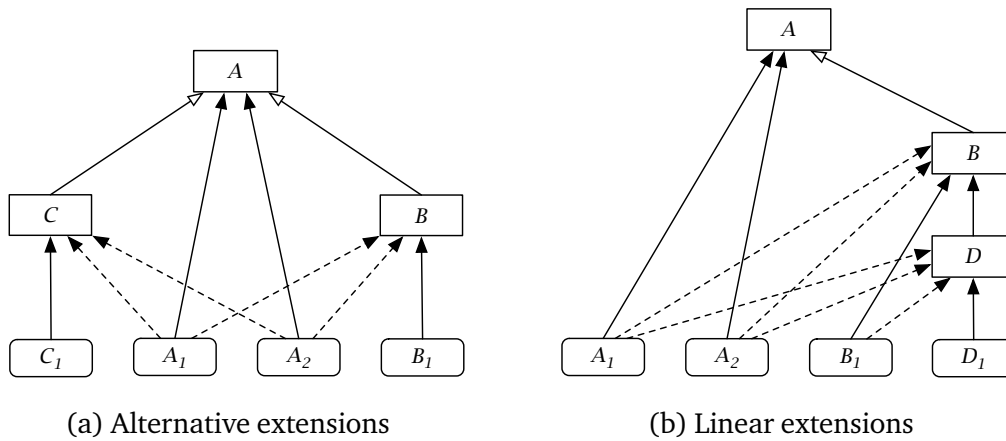 A
A
C
B
B
D
C₁
A₁
A₂
B₁
A₁
A₂
B₁
D₁
(a) Alternative extensions
(b) Linear extensions